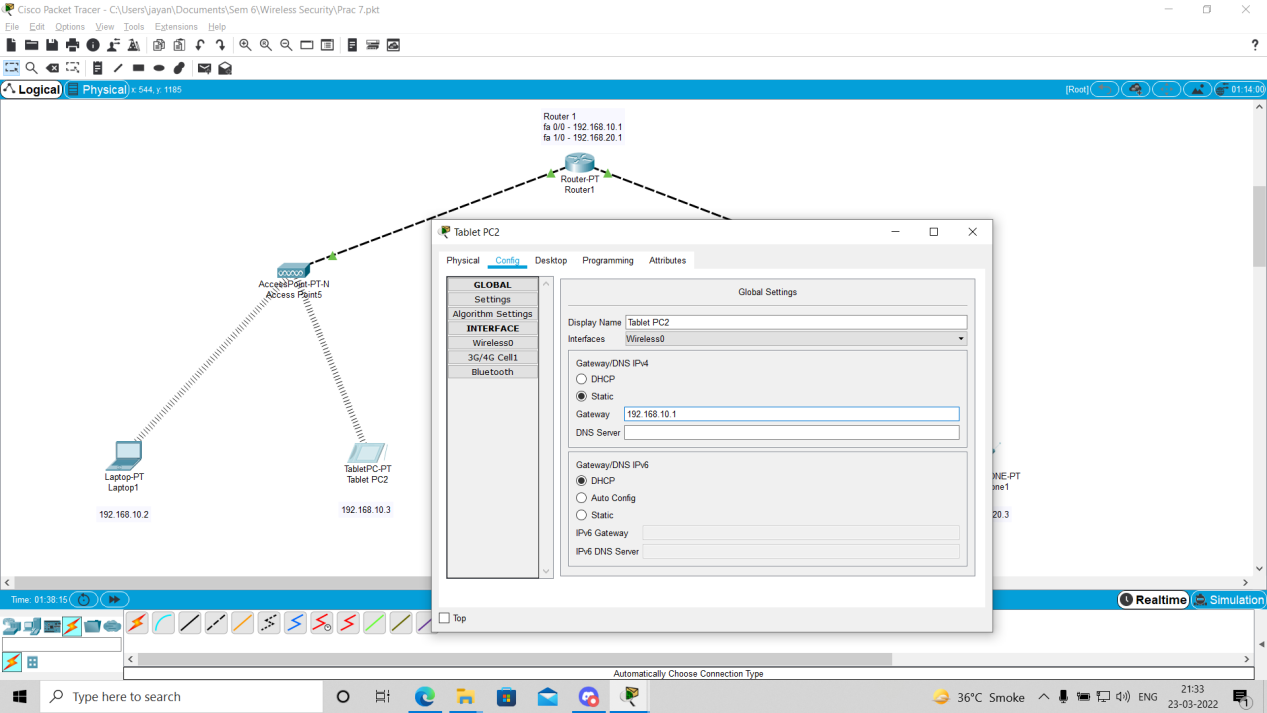 Cisco Packet Tracer - C:\Users\jayan\Documents\Sem 6\Wireless Security\Prac 7.pkt
File Edit Options View Tools Extensions Help
?
Logical Physical x: 544, y: 1185 [Root] 01:14:00
Router 1
fa 0/0 - 192.168.10.1
fa 1/0 - 192.168.20.1
Router-PT
Router1
AccessPoint-PT-N
Access Point5
Laptop-PT
Laptop1
192.168.10.2
TabletPC-PT
Tablet PC2
192.168.10.3
Tablet PC2
Physical Config Desktop Programming Attributes
GLOBAL
Settings
Algorithm Settings
INTERFACE
Wireless0
3G/4G Cell1
Bluetooth
Global Settings
Display Name Tablet PC2
Interfaces Wireless0
Gateway/DNS IPv4
DHCP
Static
Gateway 192.168.10.1
DNS Server
Gateway/DNS IPv6
DHCP
Auto Config
Static
IPv6 Gateway
IPv6 DNS Server
Top
ONE-PT
one1
20.3
Time: 01:38:15 Realtime Simulation
Automatically Choose Connection Type
Type here to search
36°C Smoke ENG 21:33
23-03-2022
1